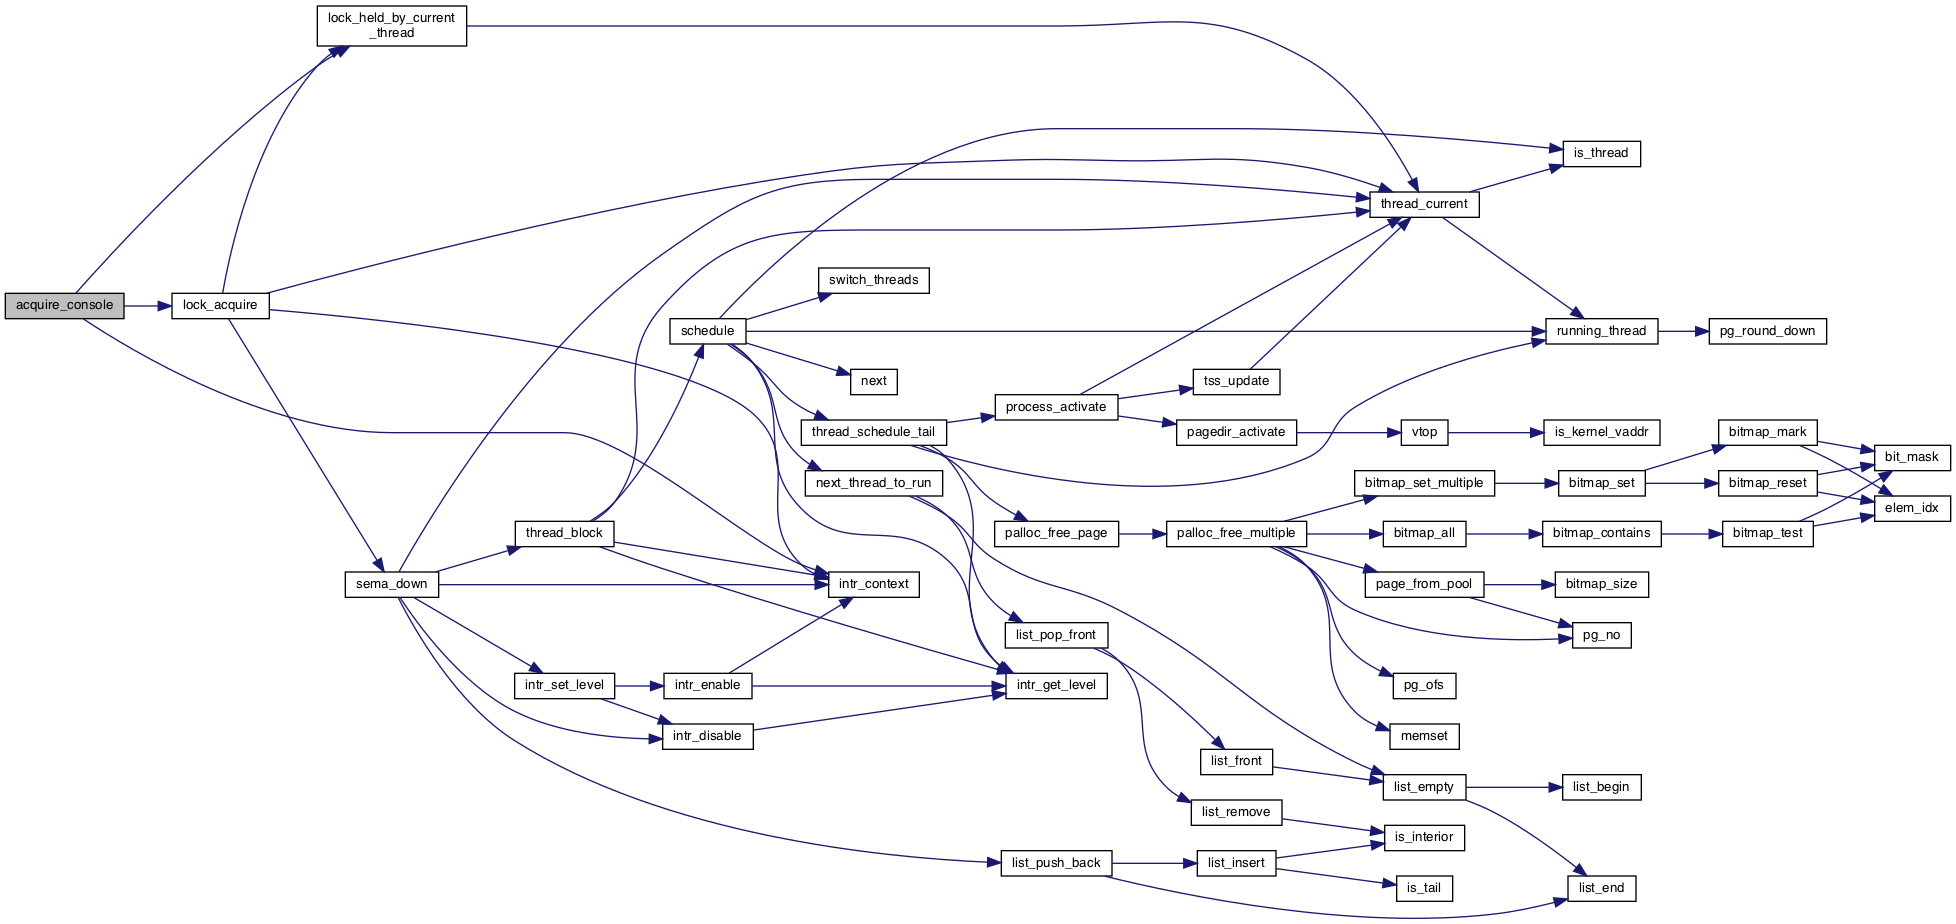 lock_held_by_current
_thread
is_thread
thread_current
switch_threads
acquire_console
lock_acquire
schedule
running_thread
pg_round_down
next
tss_update
process_activate
thread_schedule_tail
pagedir_activate
vtop
is_kernel_vaddr
bitmap_mark
bit_mask
next_thread_to_run
bitmap_set_multiple
bitmap_set
bitmap_reset
elem_idx
thread_block
palloc_free_page
palloc_free_multiple
bitmap_all
bitmap_contains
bitmap_test
sema_down
intr_context
page_from_pool
bitmap_size
list_pop_front
pg_no
intr_set_level
intr_enable
intr_get_level
pg_ofs
intr_disable
memset
list_front
list_empty
list_begin
list_remove
is_interior
list_push_back
list_insert
is_tail
list_end